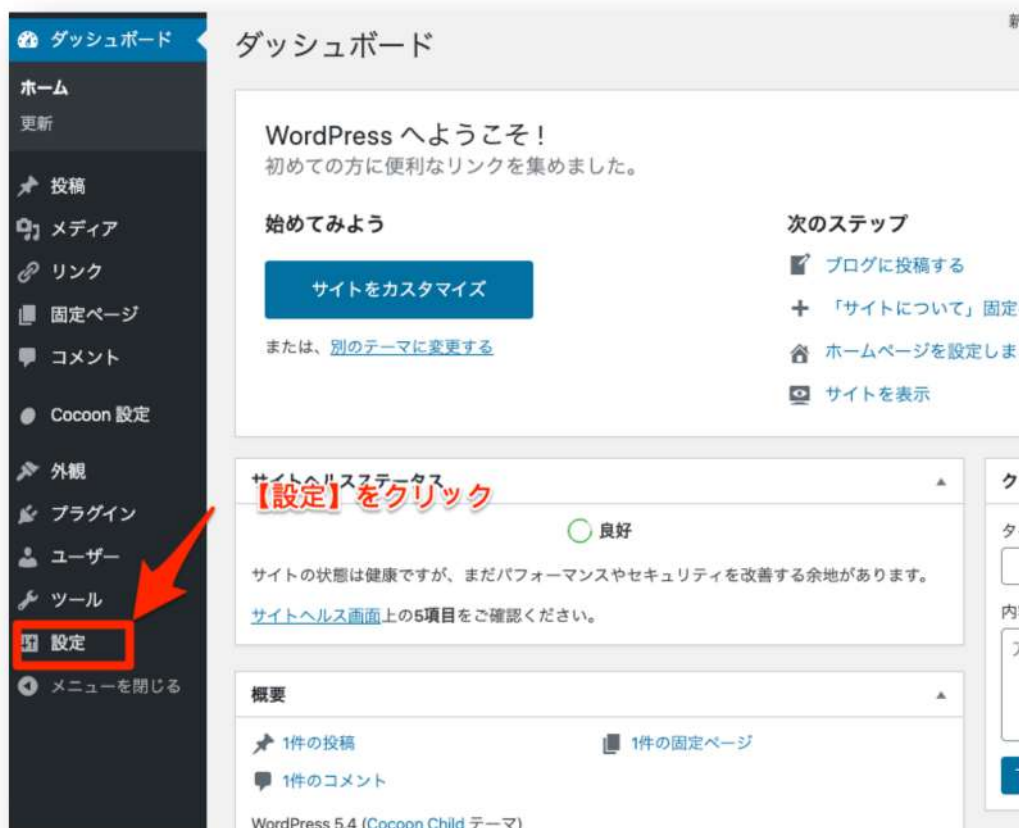 ダッシュボード
ホーム
更新
投稿
メディア
リンク
固定ページ
コメント
Cocoon 設定
外観
プラグイン
ユーザー
ツール
設定
メニューを閉じる
新
ダッシュボード
WordPress へようこそ !
初めての方に便利なリンクを集めました。
始めてみよう
サイトをカスタマイズ
または、別のテーマに変更する
次のステップ
ブログに投稿する
「サイトについて」固定
ホームページを設定しま
サイトを表示
サイトヘルスステータス
【設定】をクリック
良好
サイトの状態は健康ですが、まだパフォーマンスやセキュリティを改善する余地があります。
サイトヘルス画面上の5項目をご確認ください。
概要
1件の投稿
1件の固定ページ
1件のコメント
WordPress 5.4 (Cocoon Child テーマ)
ク
タ
内